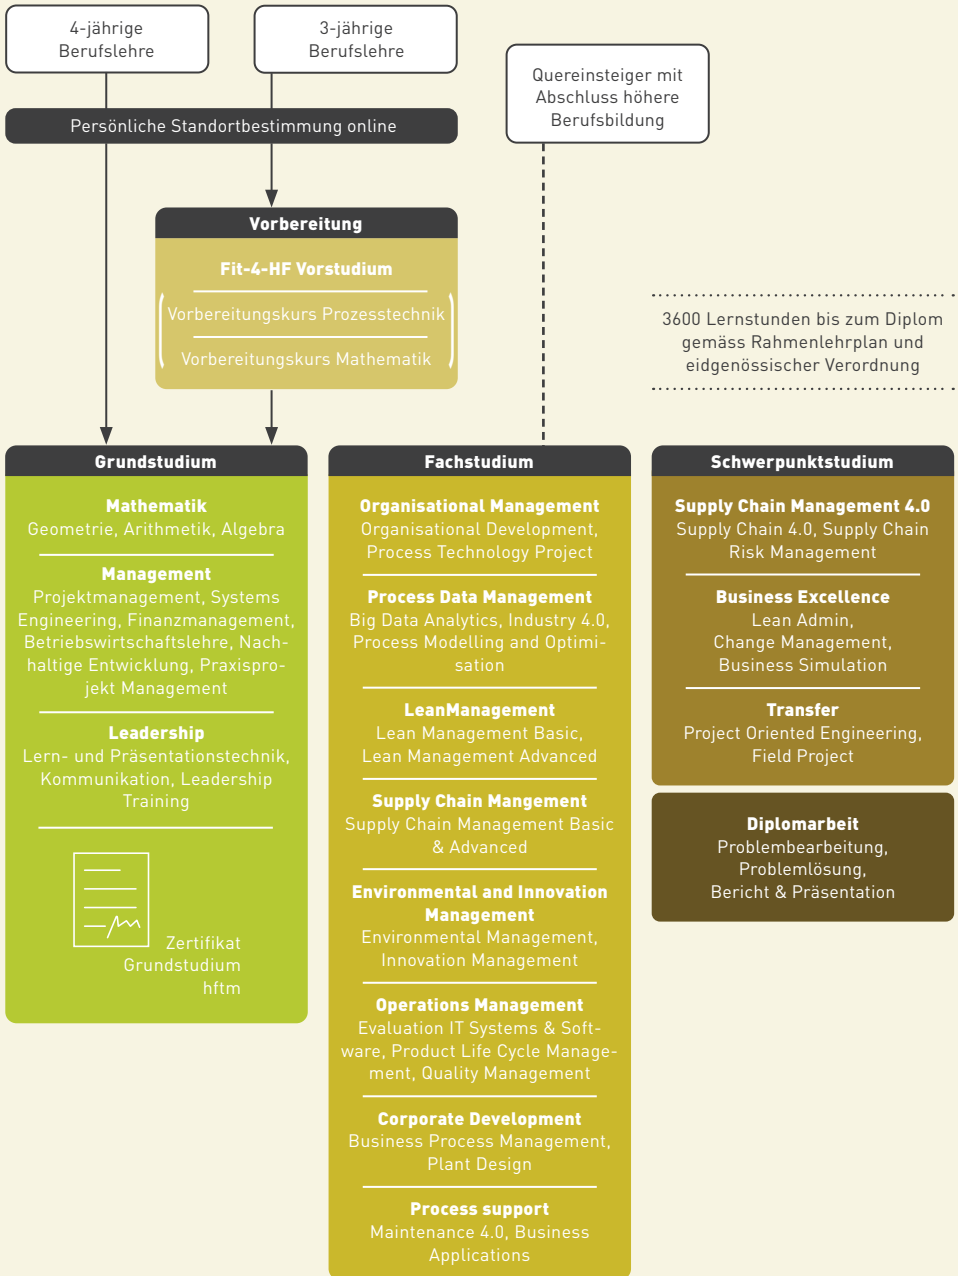 4-jährige
Berufslehre
3-jährige
Berufslehre
Quereinsteiger mit
Abschluss höhere
Berufsbildung
Persönliche Standortbestimmung online
Vorbereitung
Fit-4-HF Vorstudium
Vorbereitungskurs Prozesstechnik
Vorbereitungskurs Mathematik
3600 Lernstunden bis zum Diplom
gemäss Rahmenlehrplan und
eidgenössischer Verordnung
Grundstudium
Mathematik
Geometrie, Arithmetik, Algebra
Management
Projektmanagement, Systems
Engineering, Finanzmanagement,
Betriebswirtschaftslehre, Nach-
haltige Entwicklung, Praxispro-
jekt Management
Leadership
Lern- und Präsentationstechnik,
Kommunikation, Leadership
Training
Zertifikat
Grundstudium
hftm
Fachstudium
Organisational Management
Organisational Development,
Process Technology Project
Process Data Management
Big Data Analytics, Industry 4.0,
Process Modelling and Optimi-
sation
LeanManagement
Lean Management Basic,
Lean Management Advanced
Supply Chain Mangement
Supply Chain Management Basic
& Advanced
Environmental and Innovation
Management
Environmental Management,
Innovation Management
Operations Management
Evaluation IT Systems & Soft-
ware, Product Life Cycle Manage-
ment, Quality Management
Corporate Development
Business Process Management,
Plant Design
Process support
Maintenance 4.0, Business
Applications
Schwerpunktstudium
Supply Chain Management 4.0
Supply Chain 4.0, Supply Chain
Risk Management
Business Excellence
Lean Admin,
Change Management,
Business Simulation
Transfer
Project Oriented Engineering,
Field Project
Diplomarbeit
Problembearbeitung,
Problemlösung,
Bericht & Präsentation